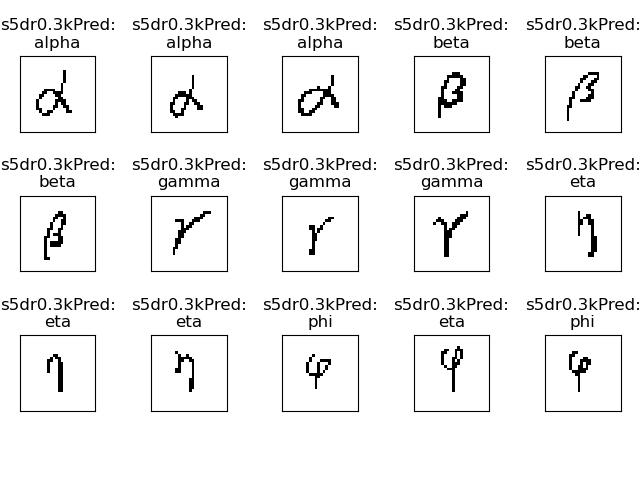 s5dr0.3kPred: s5dr0.3kPred: s5dr0.3kPred: s5dr0.3kPred: s5dr0.3kPred:
alpha alpha alpha beta beta
α α α β β
s5dr0.3kPred: s5dr0.3kPred: s5dr0.3kPred: s5dr0.3kPred: s5dr0.3kPred:
beta gamma gamma gamma eta
β γ γ γ η
s5dr0.3kPred: s5dr0.3kPred: s5dr0.3kPred: s5dr0.3kPred: s5dr0.3kPred:
eta eta phi eta phi
η η φ φ φ